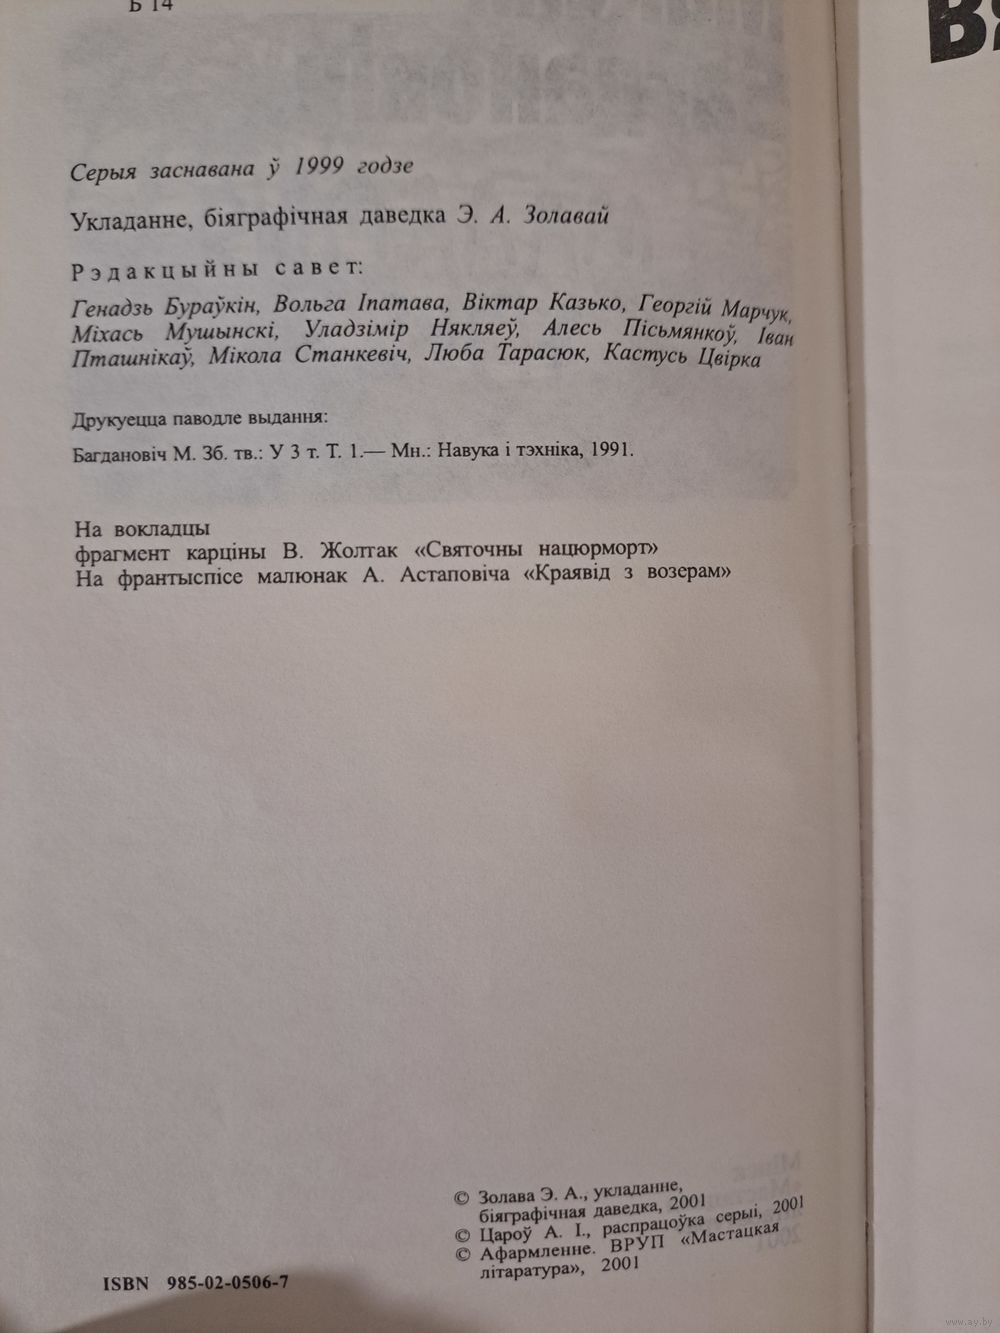 Б 14
ВЯ
Серыя заснавана ў 1999 годзе
Укладанне, біяграфічная даведка Э. А. Золавай
Рэдакцыйны савет:
Генадзь Бураўкін, Вольга Іпатава, Віктар Казько, Георгій Марчук,
Міхась Мушынскі, Уладзімір Някляеў, Алесь Пісьмянкоў, Іван
Пташнікаў, Мікола Станкевіч, Люба Тарасюк, Кастусь Цвірка
Друкуецца паводле выдання:
Багдановіч М. Зб. тв.: У 3 т. Т. 1.— Мн.: Навука і тэхніка, 1991.
На вокладцы
фрагмент карціны В. Жолтак «Святочны нацюрморт»
На франтыспісе малюнак А. Астаповіча «Краявід з возерам»
© Золава Э. А., укладанне,
біяграфічная даведка, 2001
© Цароў А. І., распрацоўка серыі, 2001
© Афармленне. ВРУП «Мастацкая
літаратура», 2001
ISBN 985-02-0506-7
www.ay.by